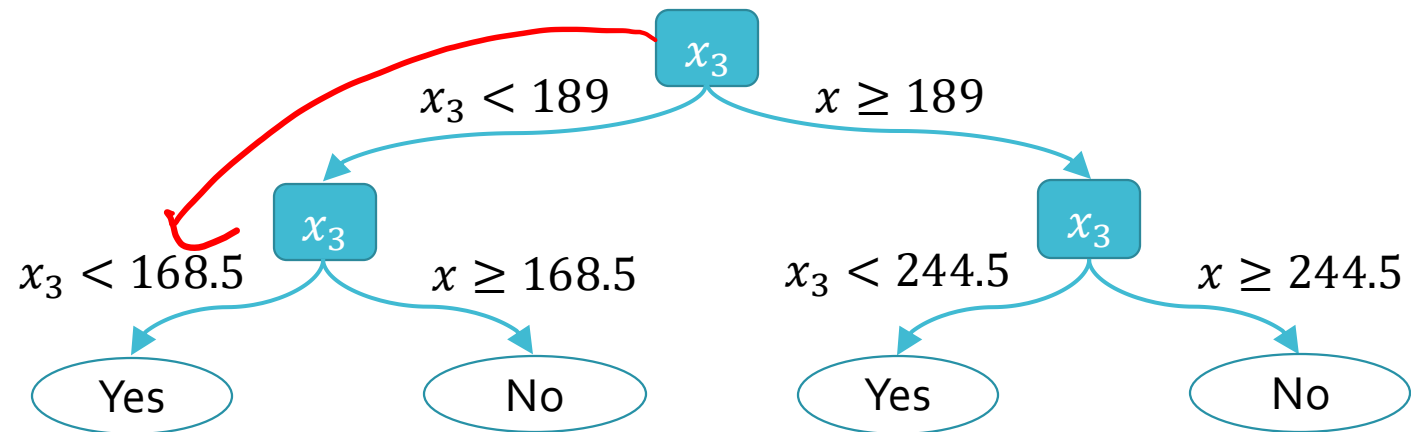 x₃
x₃ < 189 x ≥ 189
x₃ x₃
x₃ < 168.5 x ≥ 168.5 x₃ < 244.5 x ≥ 244.5
Yes No Yes No